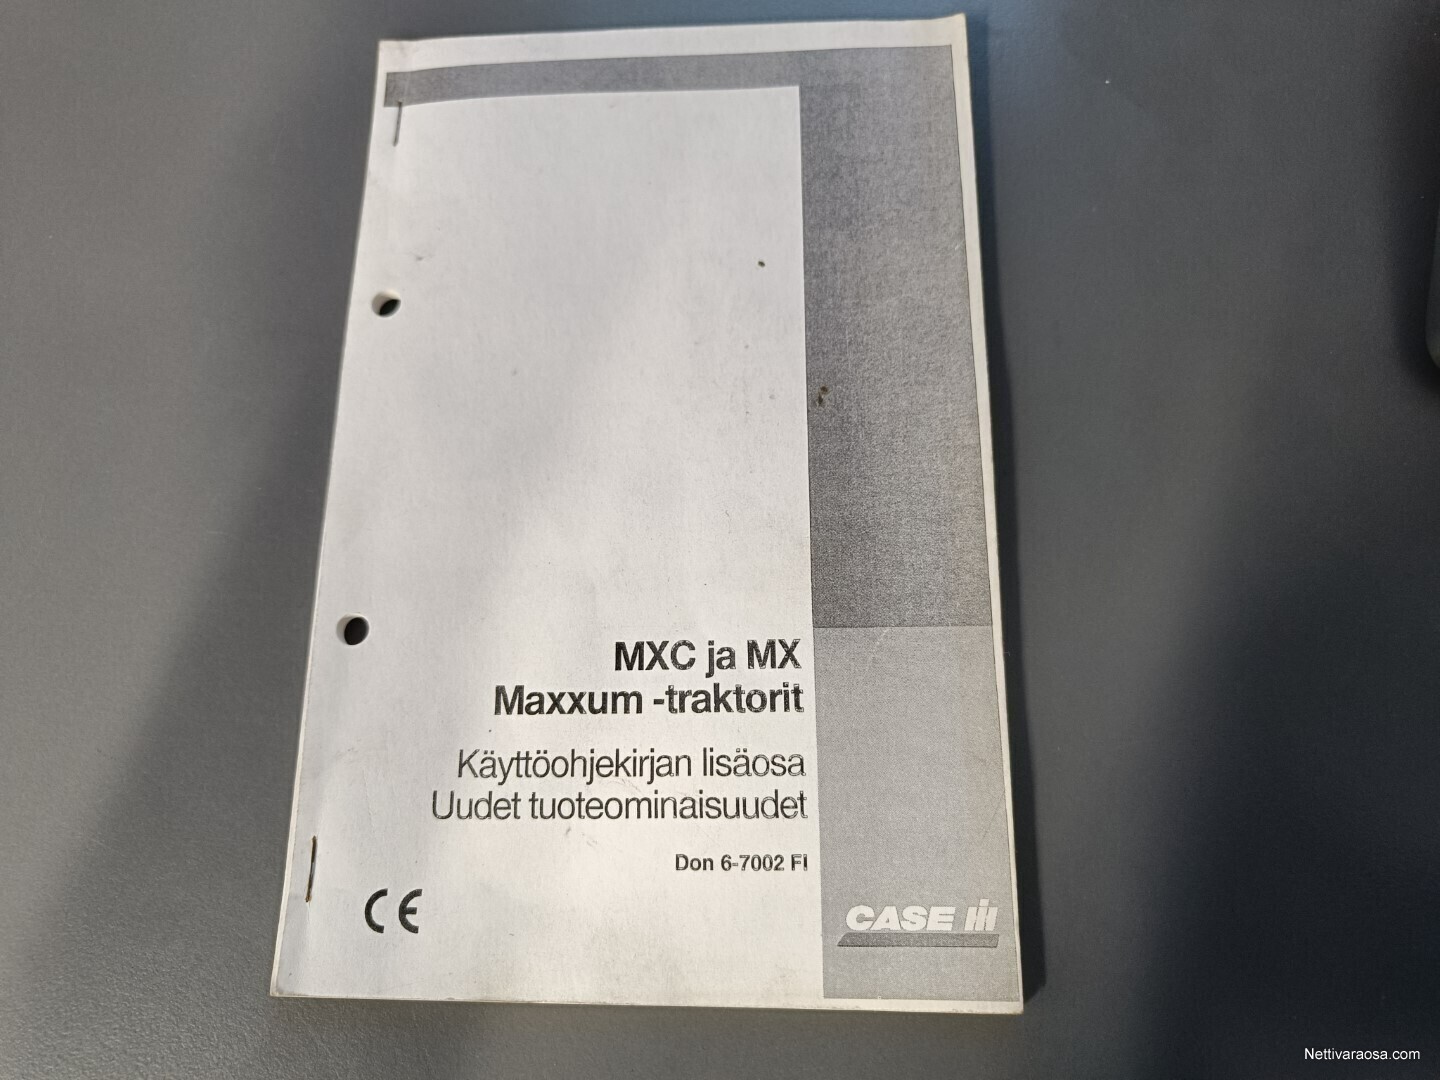 MXC ja MX
Maxxum -traktorit
Käyttöohjekirjan lisäosa
Uudet tuoteominaisuudet
Don 6-7002 FI
CE
CASE IH
Nettivaraosa.com